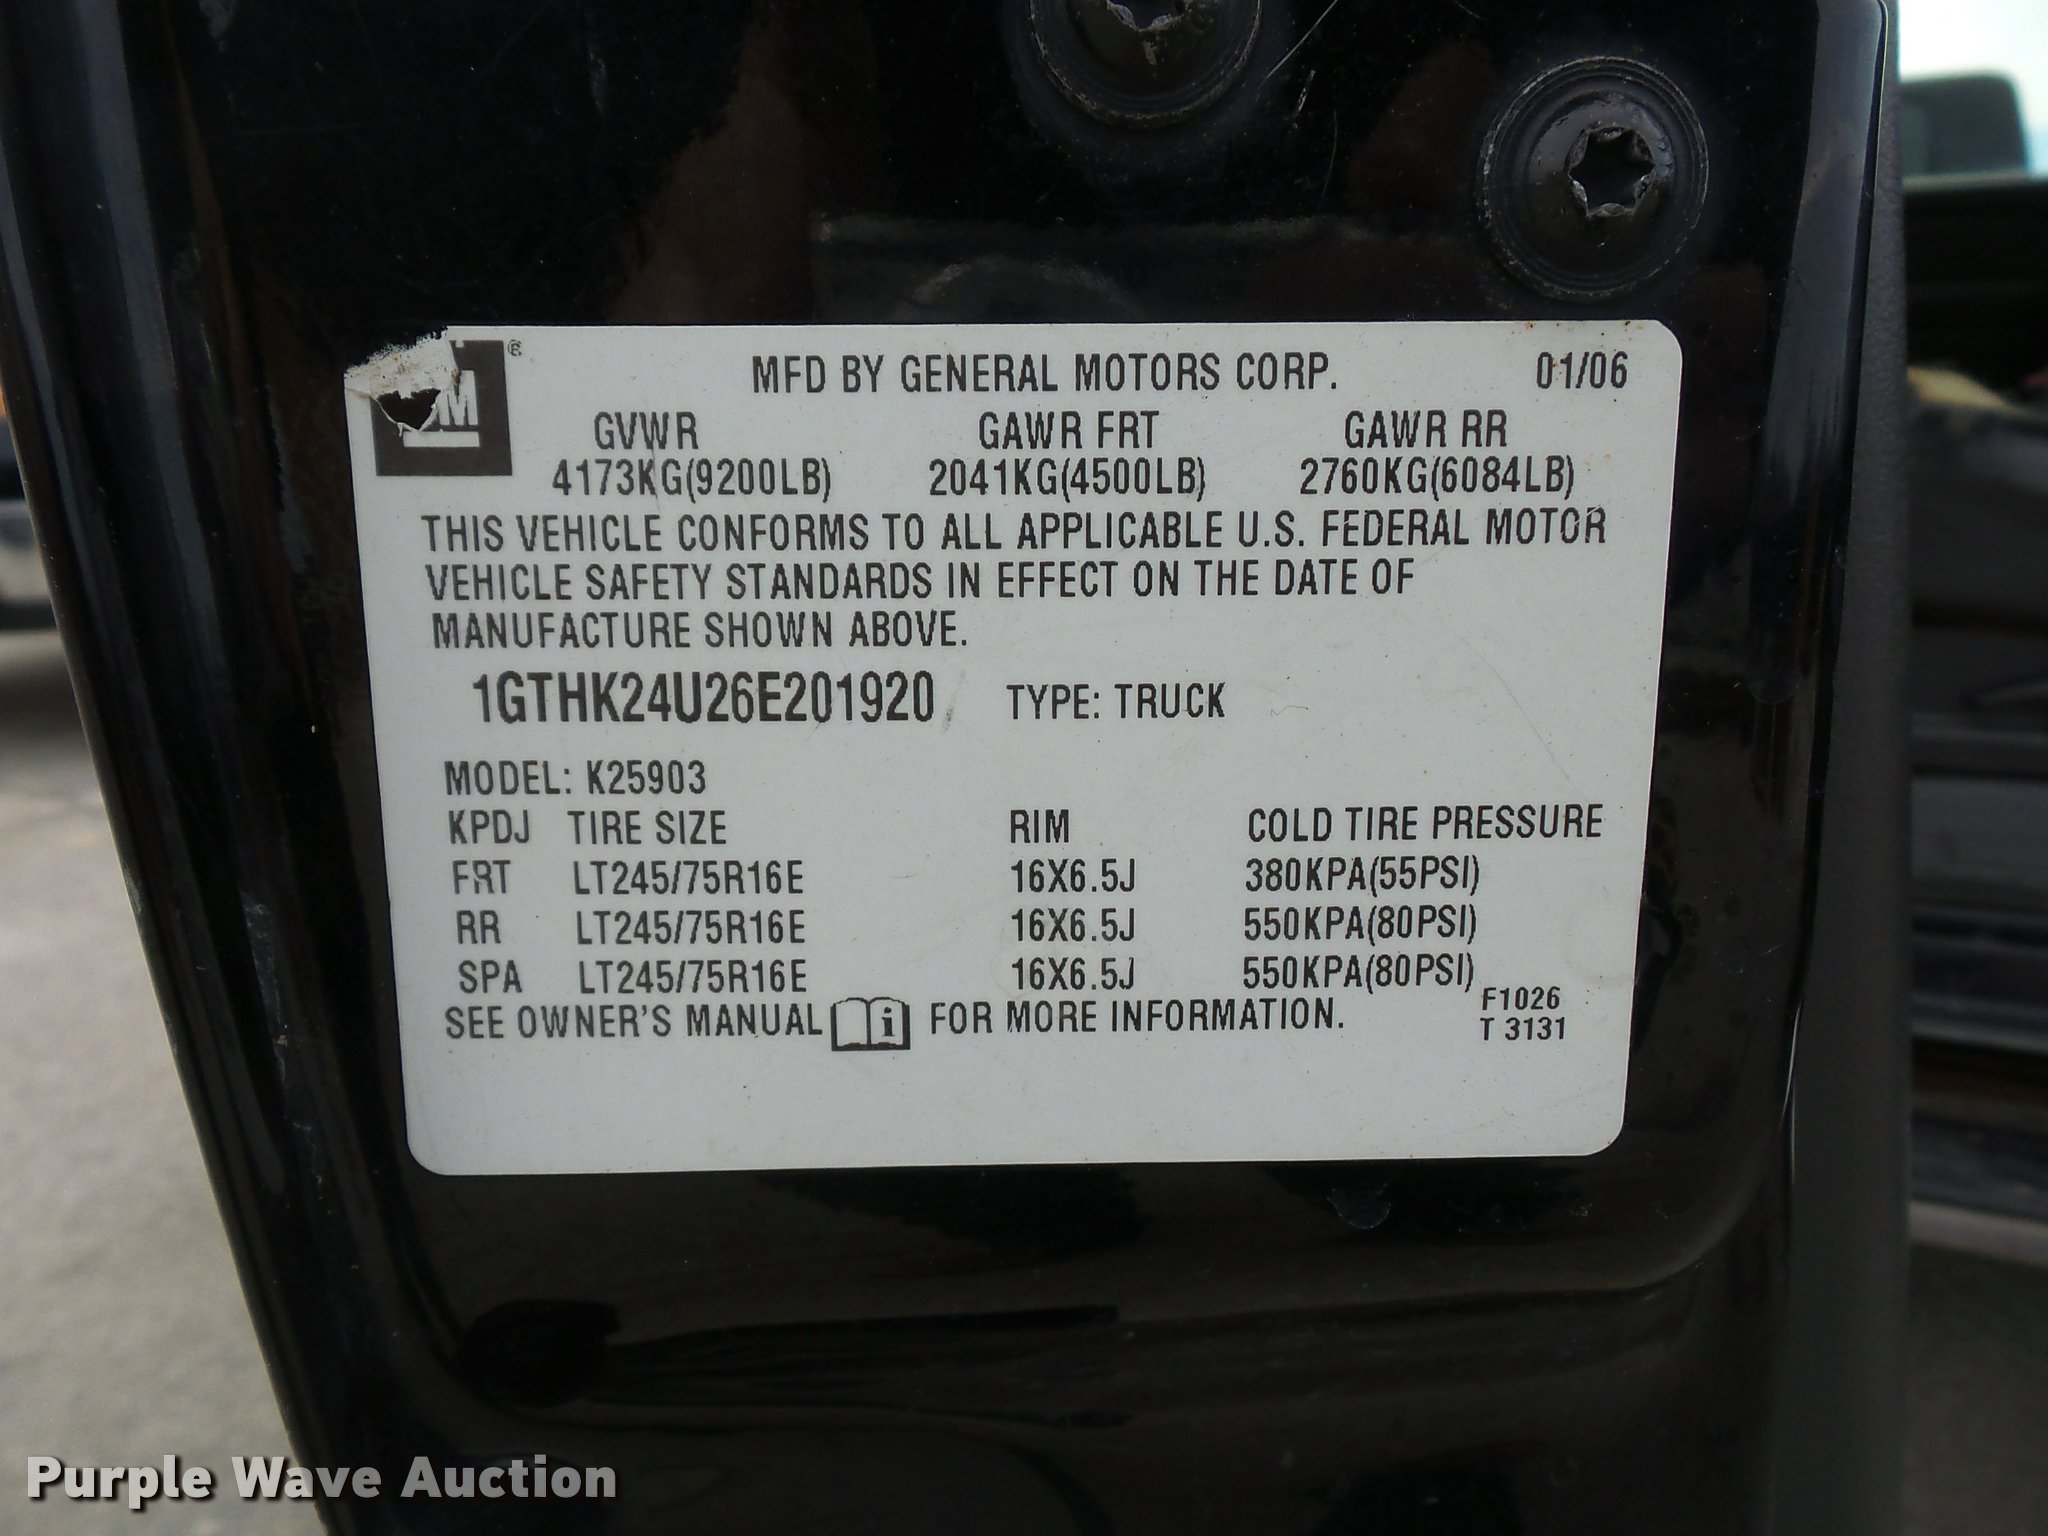 GM ®
MFD BY GENERAL MOTORS CORP. 01/06
GVWR GAWR FRT GAWR RR
4173KG(9200LB) 2041KG(4500LB) 2760KG(6084LB)
THIS VEHICLE CONFORMS TO ALL APPLICABLE U.S. FEDERAL MOTOR
VEHICLE SAFETY STANDARDS IN EFFECT ON THE DATE OF
MANUFACTURE SHOWN ABOVE.
1GTHK24U26E201920 TYPE: TRUCK
MODEL: K25903
KPDJ TIRE SIZE RIM COLD TIRE PRESSURE
FRT LT245/75R16E 16X6.5J 380KPA(55PSI)
RR LT245/75R16E 16X6.5J 550KPA(80PSI)
SPA LT245/75R16E 16X6.5J 550KPA(80PSI)
SEE OWNER'S MANUAL i FOR MORE INFORMATION.
F1026
T 3131
Purple Wave Auction